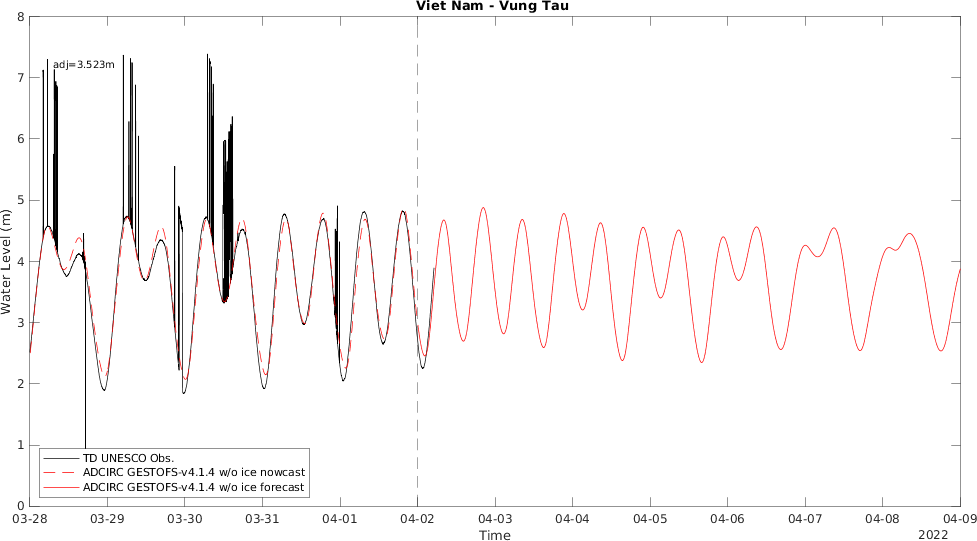 Viet Nam - Vung Tau
adj=3.523m
Water Level (m)
8
7
6
5
4
3
2
1
0
TD UNESCO Obs.
ADCIRC GESTOFS-v4.1.4 w/o ice nowcast
ADCIRC GESTOFS-v4.1.4 w/o ice forecast
03-28 03-29 03-30 03-31 04-01 04-02 04-03 04-04 04-05 04-06 04-07 04-08 04-09
Time
2022